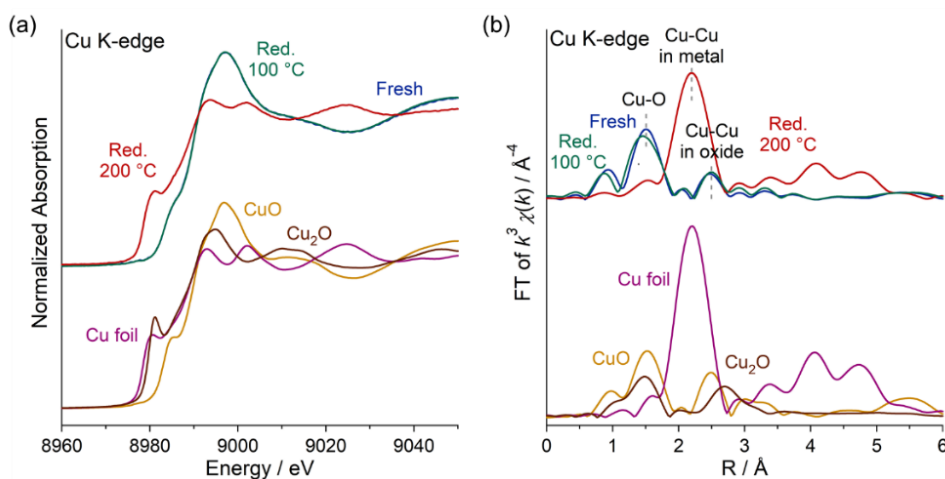 (a)
Cu K-edge
Red.
100 °C
Fresh
Red.
200 °C
CuO
Cu₂O
Cu foil
Normalized Absorption
8960 8980 9000 9020 9040
Energy / eV
(b)
Cu K-edge
Cu-Cu
in metal
Cu-O
Fresh
Red.
100 °C
Cu-Cu
in oxide
Red.
200 °C
Cu foil
CuO
Cu₂O
FT of k³ χ(k) / Å⁻⁴
0 1 2 3 4 5 6
R / Å